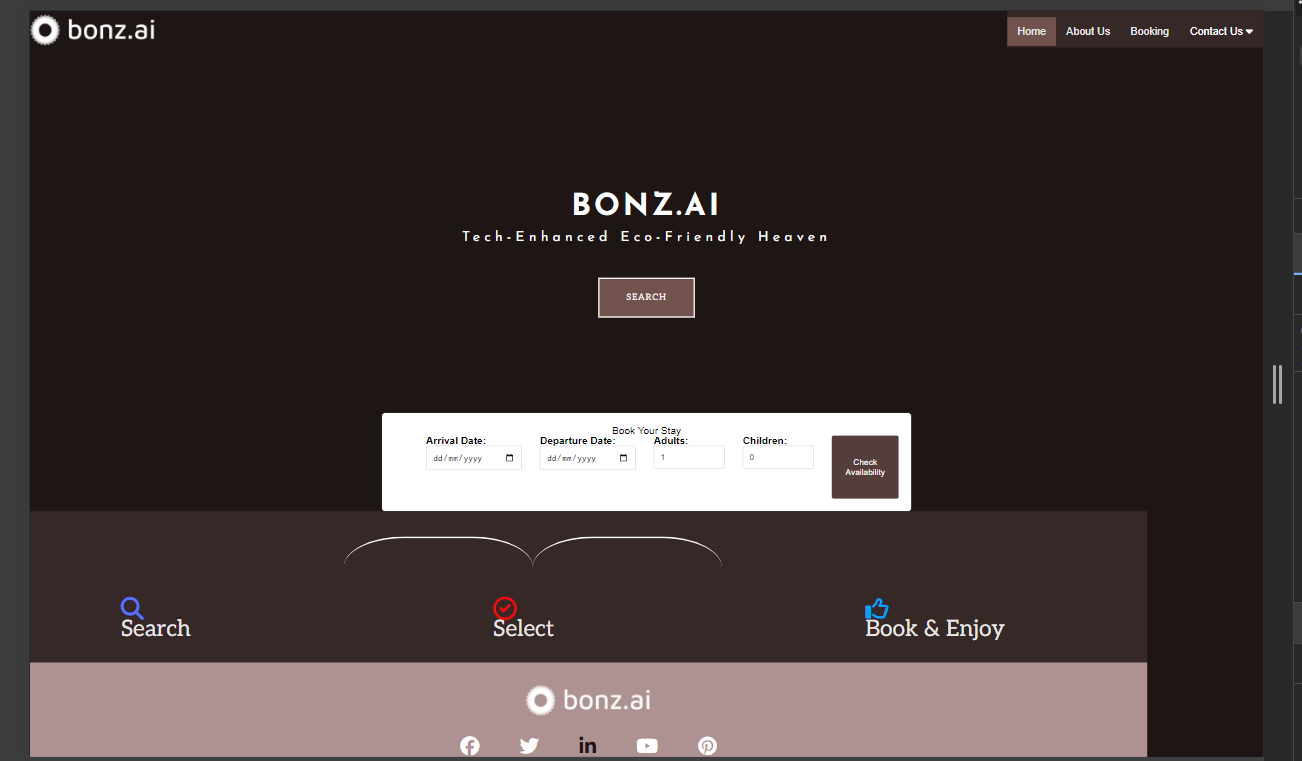 bonz.ai
Home About Us Booking Contact Us
BONZ.AI
Tech-Enhanced Eco-Friendly Heaven
SEARCH
Book Your Stay
Arrival Date: Departure Date: Adults: Children:
dd/mm/yyyy dd/mm/yyyy 1 0
Check
Availability
Search Select Book & Enjoy
bonz.ai
in